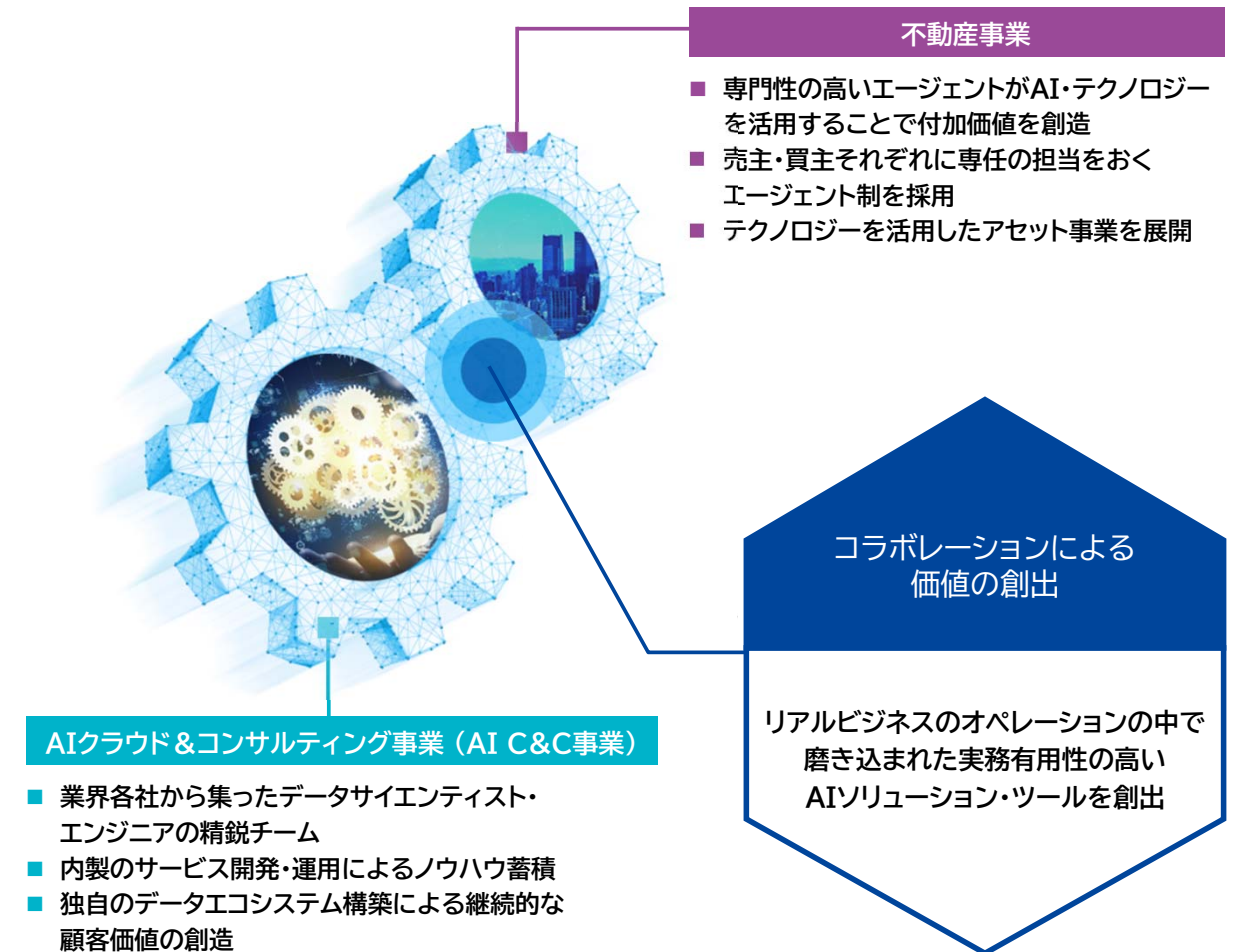 不動産事業
■ 専門性の高いエージェントがAI・テクノロジー
を活用することで付加価値を創造
■ 売主・買主それぞれに専任の担当をおく
エージェント制を採用
■ テクノロジーを活用したアセット事業を展開
コラボレーションによる
価値の創出
リアルビジネスのオペレーションの中で
磨き込まれた実務有用性の高い
AIソリューション・ツールを創出
AIクラウド&コンサルティング事業(AI C&C事業)
■ 業界各社から集ったデータサイエンティスト・
エンジニアの精鋭チーム
■ 内製のサービス開発・運用によるノウハウ蓄積
■ 独自のデータエコシステム構築による継続的な
顧客価値の創造